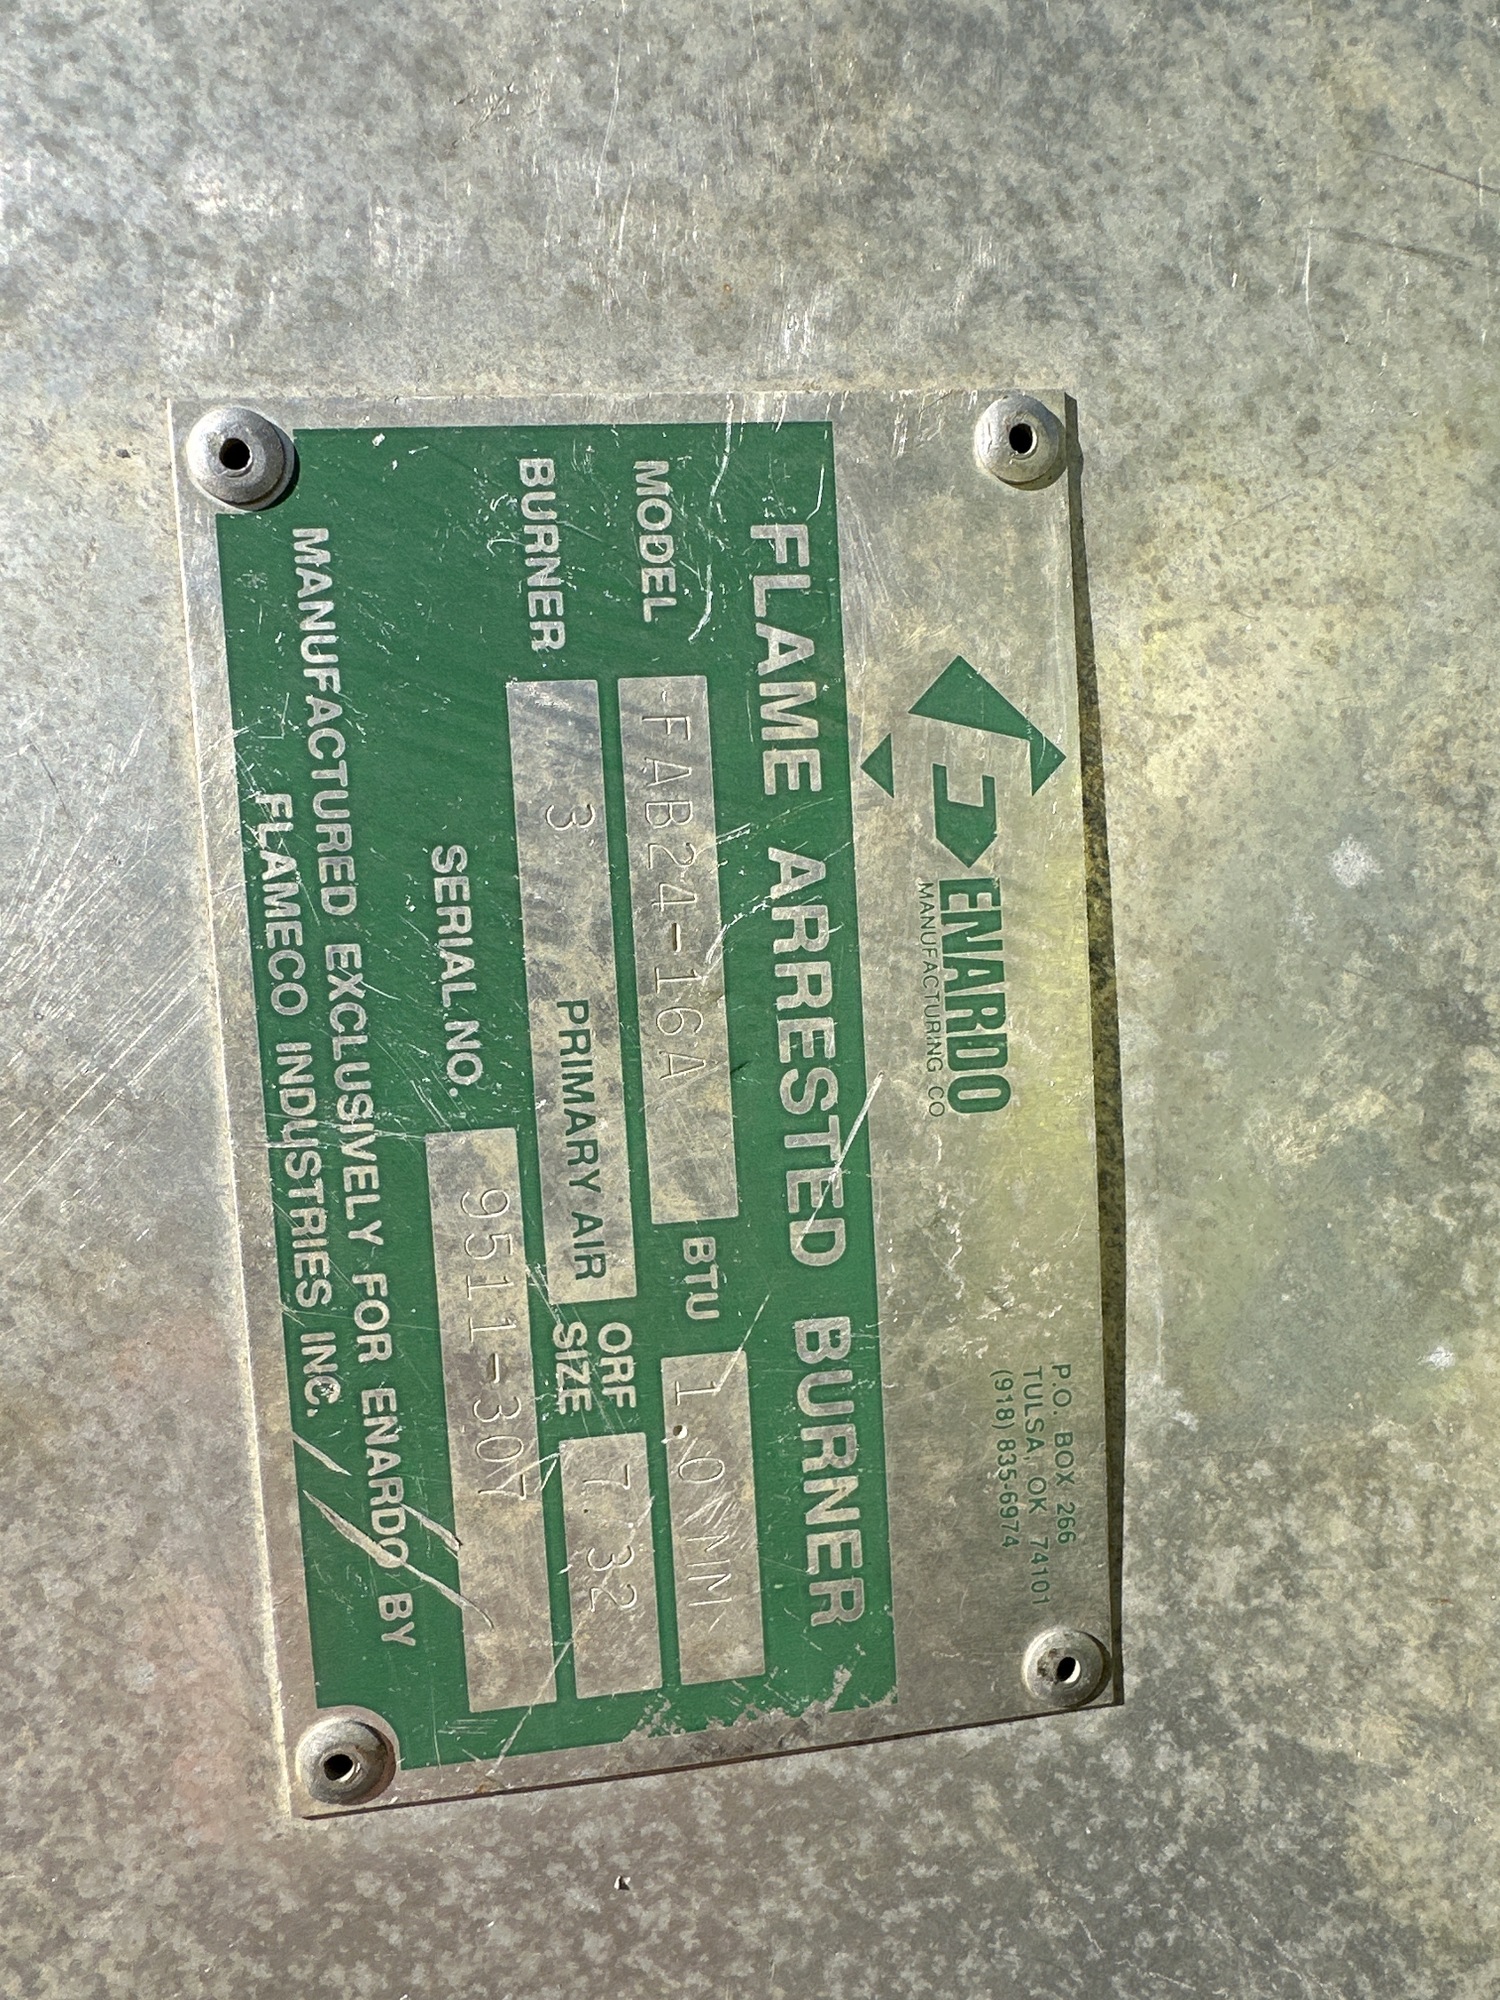 ENARDO
MANUFACTURING CO
P.O. BOX 266
TULSA, OK 74101
(918) 835-6974
FLAME ARRESTED BURNER
MODEL FAB24-16A BTU 1.0MM
BURNER 3 PRIMARY AIR ORF SIZE 7.32
SERIAL NO. 9511-307
MANUFACTURED EXCLUSIVELY FOR ENARDO BY
FLAMECO INDUSTRIES INC.